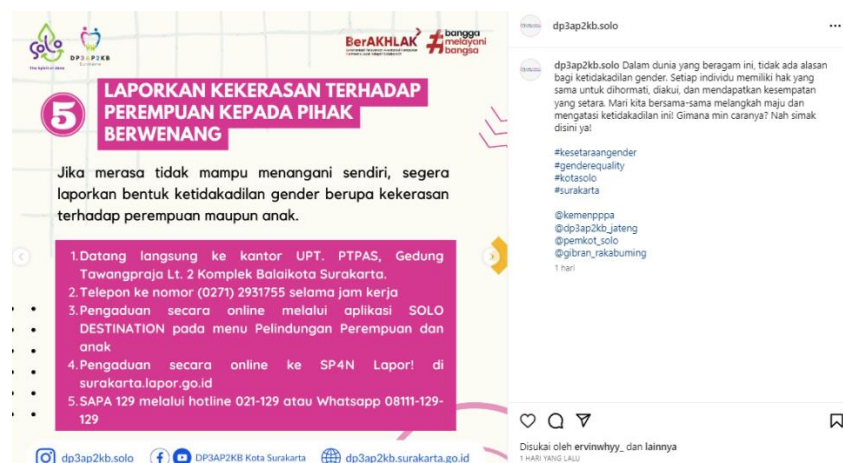 Solo
DP3AP2KB
Surakarta
BerAKHLAK
#bangga
melayani
bangsa
5
LAPORKAN KEKERASAN TERHADAP
PEREMPUAN KEPADA PIHAK
BERWENANG
Jika merasa tidak mampu menangani sendiri, segera
laporkan bentuk ketidakadilan gender berupa kekerasan
terhadap perempuan maupun anak.
1.Datang langsung ke kantor UPT. PTPAS, Gedung
Tawangpraja Lt. 2 Komplek Balaikota Surakarta.
2.Telepon ke nomor (0271) 2931755 selama jam kerja
3.Pengaduan secara online melalui aplikasi SOLO
DESTINATION pada menu Pelindungan Perempuan dan
anak
4.Pengaduan secara online ke SP4N Lapor! di
surakarta.lapor.go.id
5.SAPA 129 melalui hotline 021-129 atau Whatsapp 08111-129-
129
dp3ap2kb.solo
DP3AP2KB Kota Surakarta
dp3ap2kb.surakarta.go.id
dp3ap2kb.solo
dp3ap2kb.solo Dalam dunia yang beragam ini, tidak ada alasan
bagi ketidakadilan gender. Setiap individu memiliki hak yang
sama untuk dihormati, diakui, dan mendapatkan kesempatan
yang setara. Mari kita bersama-sama melangkah maju dan
mengatasi ketidakadilan ini! Gimana min caranya? Nah simak
disini ya!
#kesetaraangender
#genderequality
#kotasolo
#surakarta
@kemenpppa
@dp3ap2kb_jateng
@pemkot_solo
@gibran_rakabuming
1 hari
Disukai oleh ervinwhyy_ dan lainnya
1 HARI YANG LALU